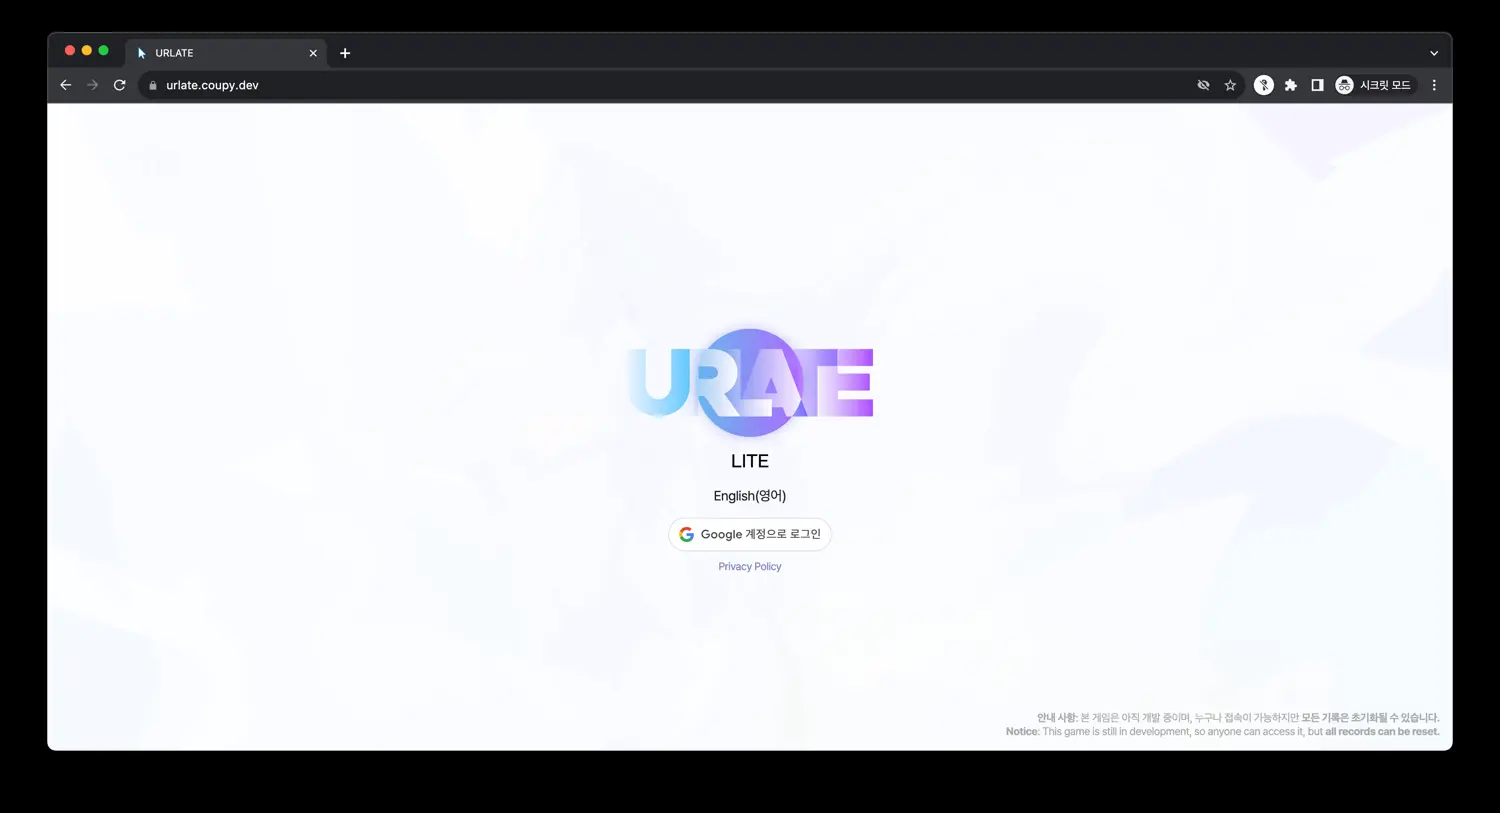 URLATE
urlate.coupy.dev
시크릿 모드
URLATE
LITE
English(영어)
Google 계정으로 로그인
Privacy Policy
안내 사항: 본 게임은 아직 개발 중이며, 누구나 접속이 가능하지만 모든 기록은 초기화될 수 있습니다.
Notice: This game is still in development, so anyone can access it, but all records can be reset.